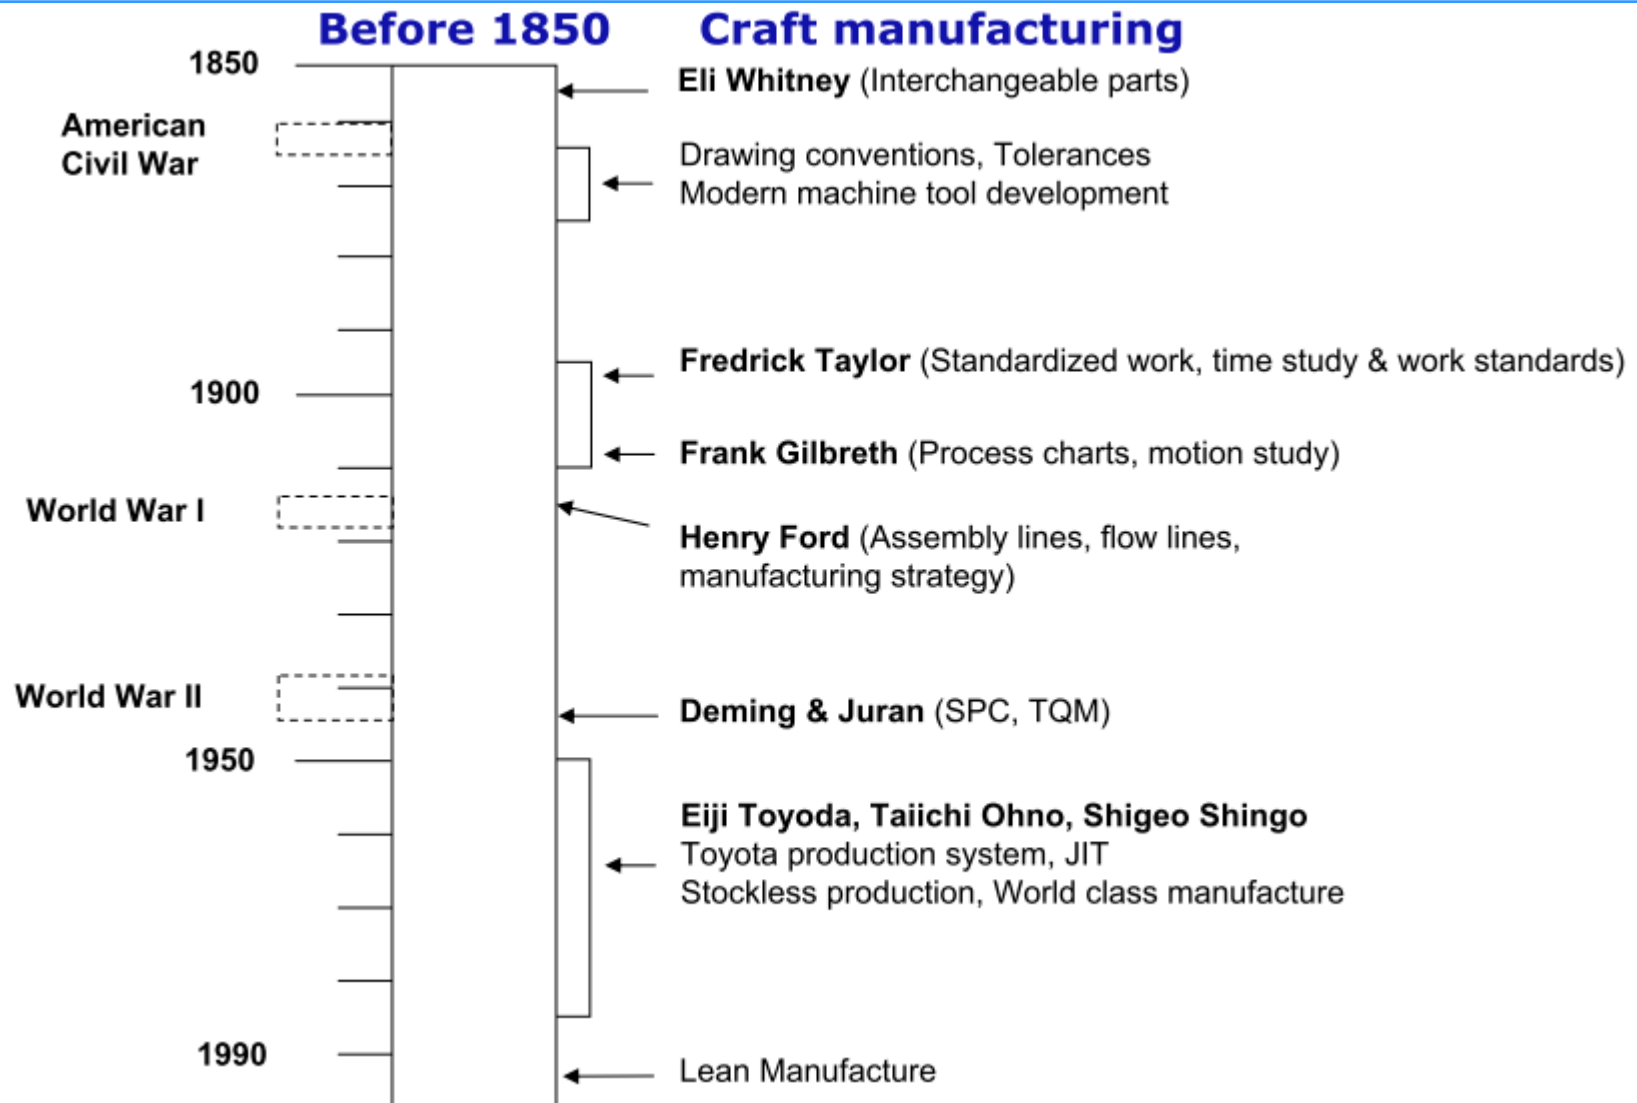 Before 1850 Craft manufacturing
1850
Eli Whitney (Interchangeable parts)
American
Civil War
Drawing conventions, Tolerances
Modern machine tool development
Fredrick Taylor (Standardized work, time study & work standards)
1900
Frank Gilbreth (Process charts, motion study)
World War I
Henry Ford (Assembly lines, flow lines,
manufacturing strategy)
World War II
Deming & Juran (SPC, TQM)
1950
Eiji Toyoda, Taiichi Ohno, Shigeo Shingo
Toyota production system, JIT
Stockless production, World class manufacture
1990
Lean Manufacture